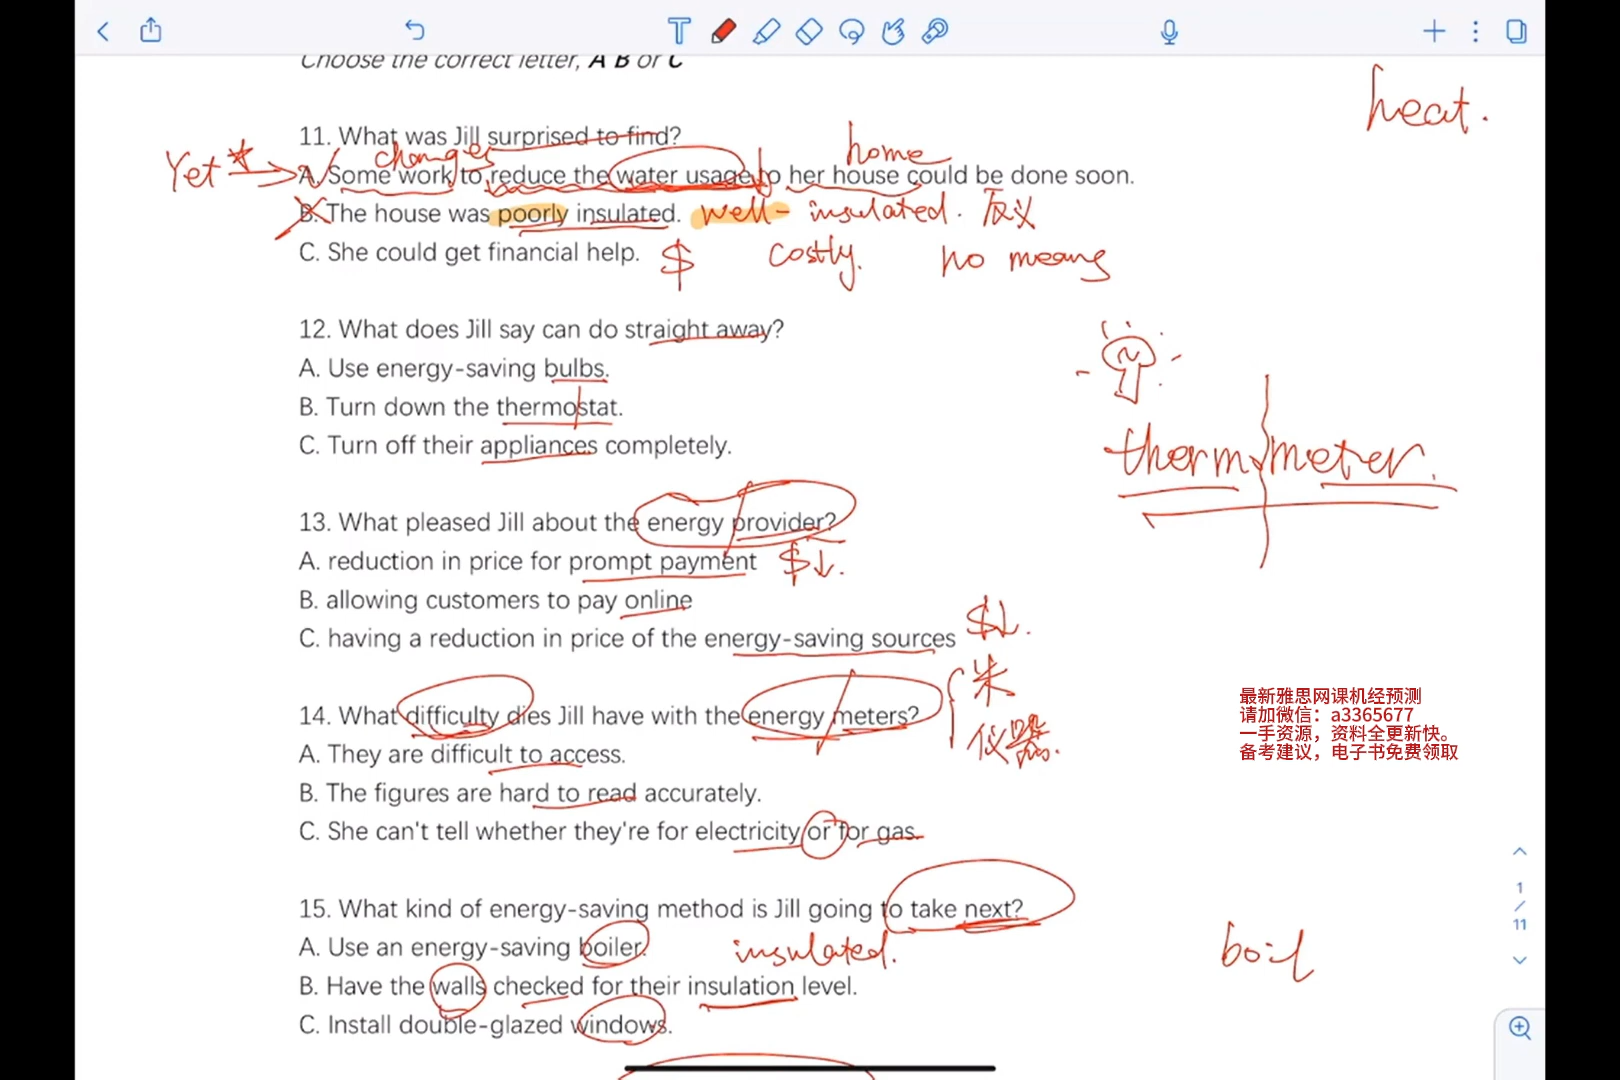 Choose the correct letter, A B or C
heat.
11. What was Jill surprised to find?
Yet changes home
A. Some work to reduce the water usage to her house could be done soon.
B. The house was poorly insulated. well- insulated. 反义
C. She could get financial help. $ costly. no means
12. What does Jill say can do straight away?
A. Use energy-saving bulbs.
B. Turn down the thermostat.
thermometer.
C. Turn off their appliances completely.
13. What pleased Jill about the energy provider?
A. reduction in price for prompt payment $↓.
B. allowing customers to pay online
C. having a reduction in price of the energy-saving sources $↓.
米
14. What difficulty dies Jill have with the energy meters?
仪器.
A. They are difficult to access.
B. The figures are hard to read accurately.
C. She can't tell whether they're for electricity or for gas.
最新雅思网课机经预测
请加微信：a3365677
一手资源，资料全更新快。
备考建议，电子书免费领取
15. What kind of energy-saving method is Jill going to take next?
A. Use an energy-saving boiler. insulated. boil
B. Have the walls checked for their insulation level.
C. Install double-glazed windows.
1
/
11